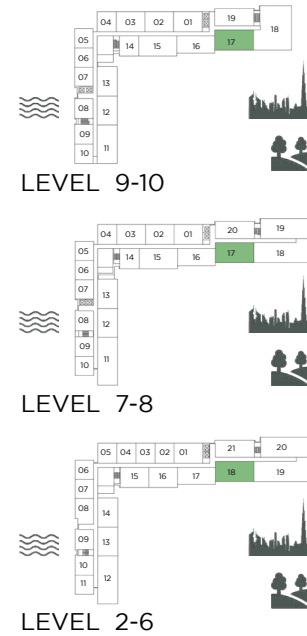 04 03 02 01 19 18
05 14 15 16 17
06
07 13
08 12
09
10 11
LEVEL 9-10
04 03 02 01 20 19
05 14 15 16 17 18
06
07 13
08 12
09
10 11
LEVEL 7-8
05 04 03 02 01 21 20
06 15 16 17 18 19
07
08 14
09 13
10
11 12
LEVEL 2-6